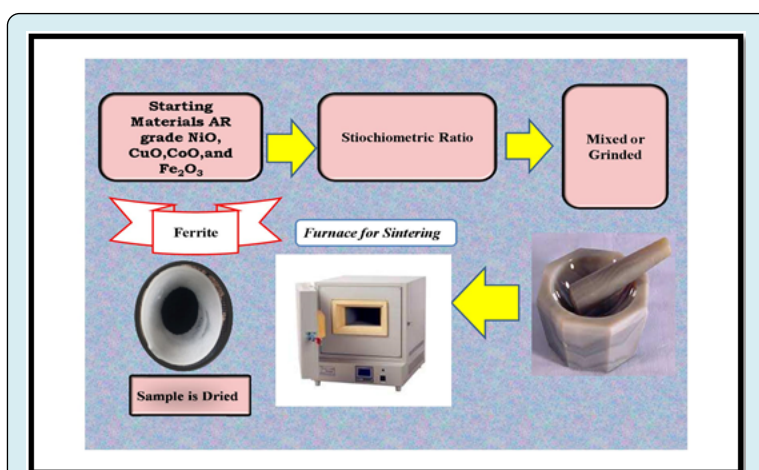 Starting
Materials AR
grade NiO,
CuO,CoO,and
Fe₂O₃
Stiochiometric Ratio
Mixed or
Grinded
Ferrite
Furnace for Sintering
Sample is Dried